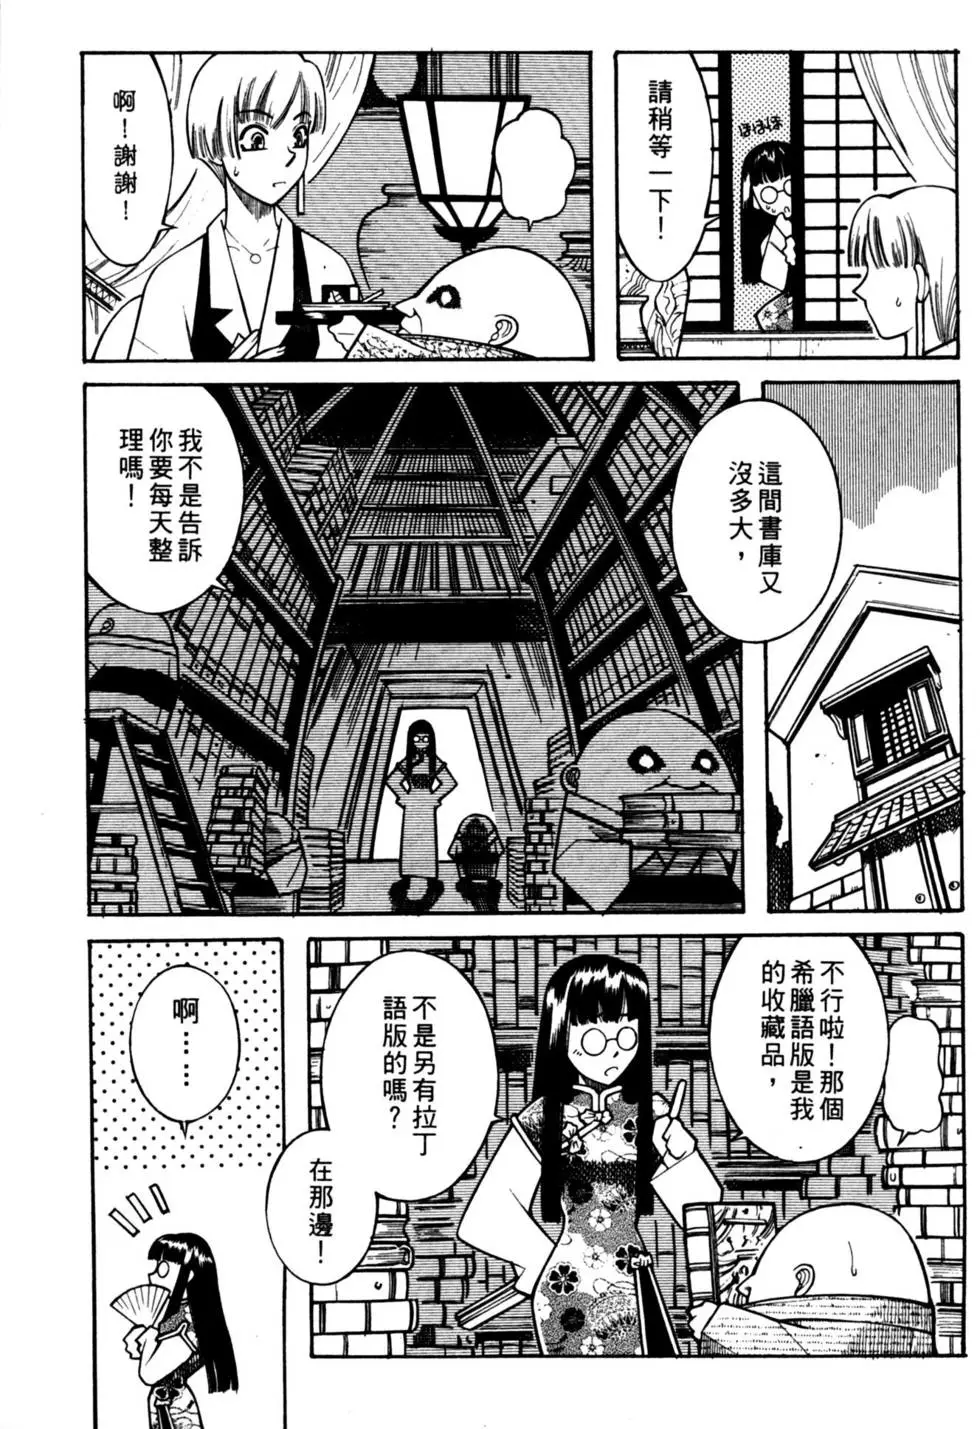 請稍等一下！
ほほほ
啊！謝謝！
這間書庫又
沒多大，
我不是告訴
你要每天整
理嗎！
不行啦！那個
希臘語版是我
的收藏品，
不是另有拉丁
語版的嗎？
在那邊！
啊……